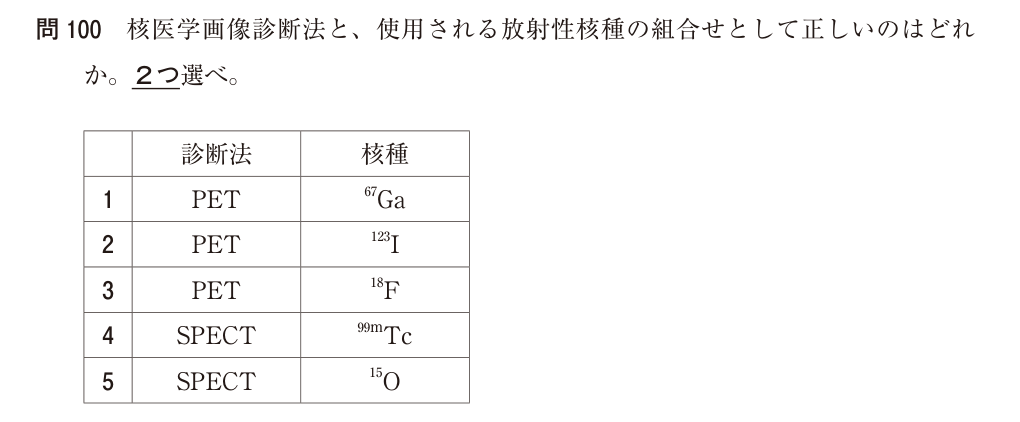 問100 核医学画像診断法と、使用される放射性核種の組合せとして正しいのはどれ
か。2つ選べ。
診断法 核種
1 PET ⁶⁷Ga
2 PET ¹²³I
3 PET ¹⁸F
4 SPECT ⁹⁹ᵐTc
5 SPECT ¹⁵O